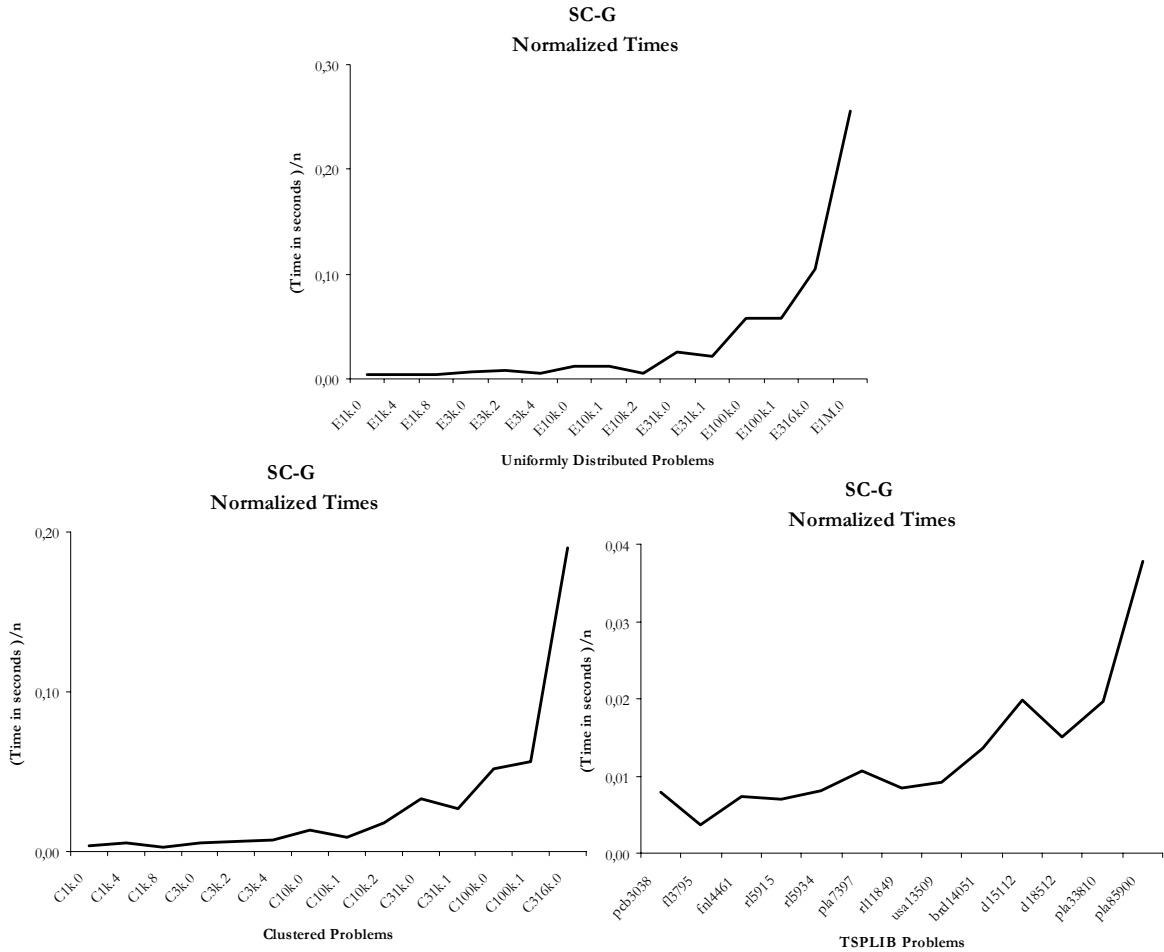 SC-G
Normalized Times
0,30
0,20
0,10
0,00
(Time in seconds )/n
E1k.0
E1k.4
E1k.8
E3k.0
E3k.2
E3k.4
E10k.0
E10k.1
E10k.2
E31k.0
E31k.1
E100k.0
E100k.1
E316k.0
E1M.0
Uniformly Distributed Problems
SC-G
Normalized Times
0,20
0,10
0,00
(Time in seconds )/n
C1k.0
C1k.4
C1k.8
C3k.0
C3k.2
C3k.4
C10k.0
C10k.1
C10k.2
C31k.0
C31k.1
C100k.0
C100k.1
C316k.0
Clustered Problems
SC-G
Normalized Times
0,04
0,03
0,02
0,01
0,00
(Time in seconds )/n
pcb3038
fl3795
fnl4461
rl5915
rl5934
pla7397
rl11849
usa13509
brd14051
d15112
d18512
pla33810
pla85900
TSPLIB Problems